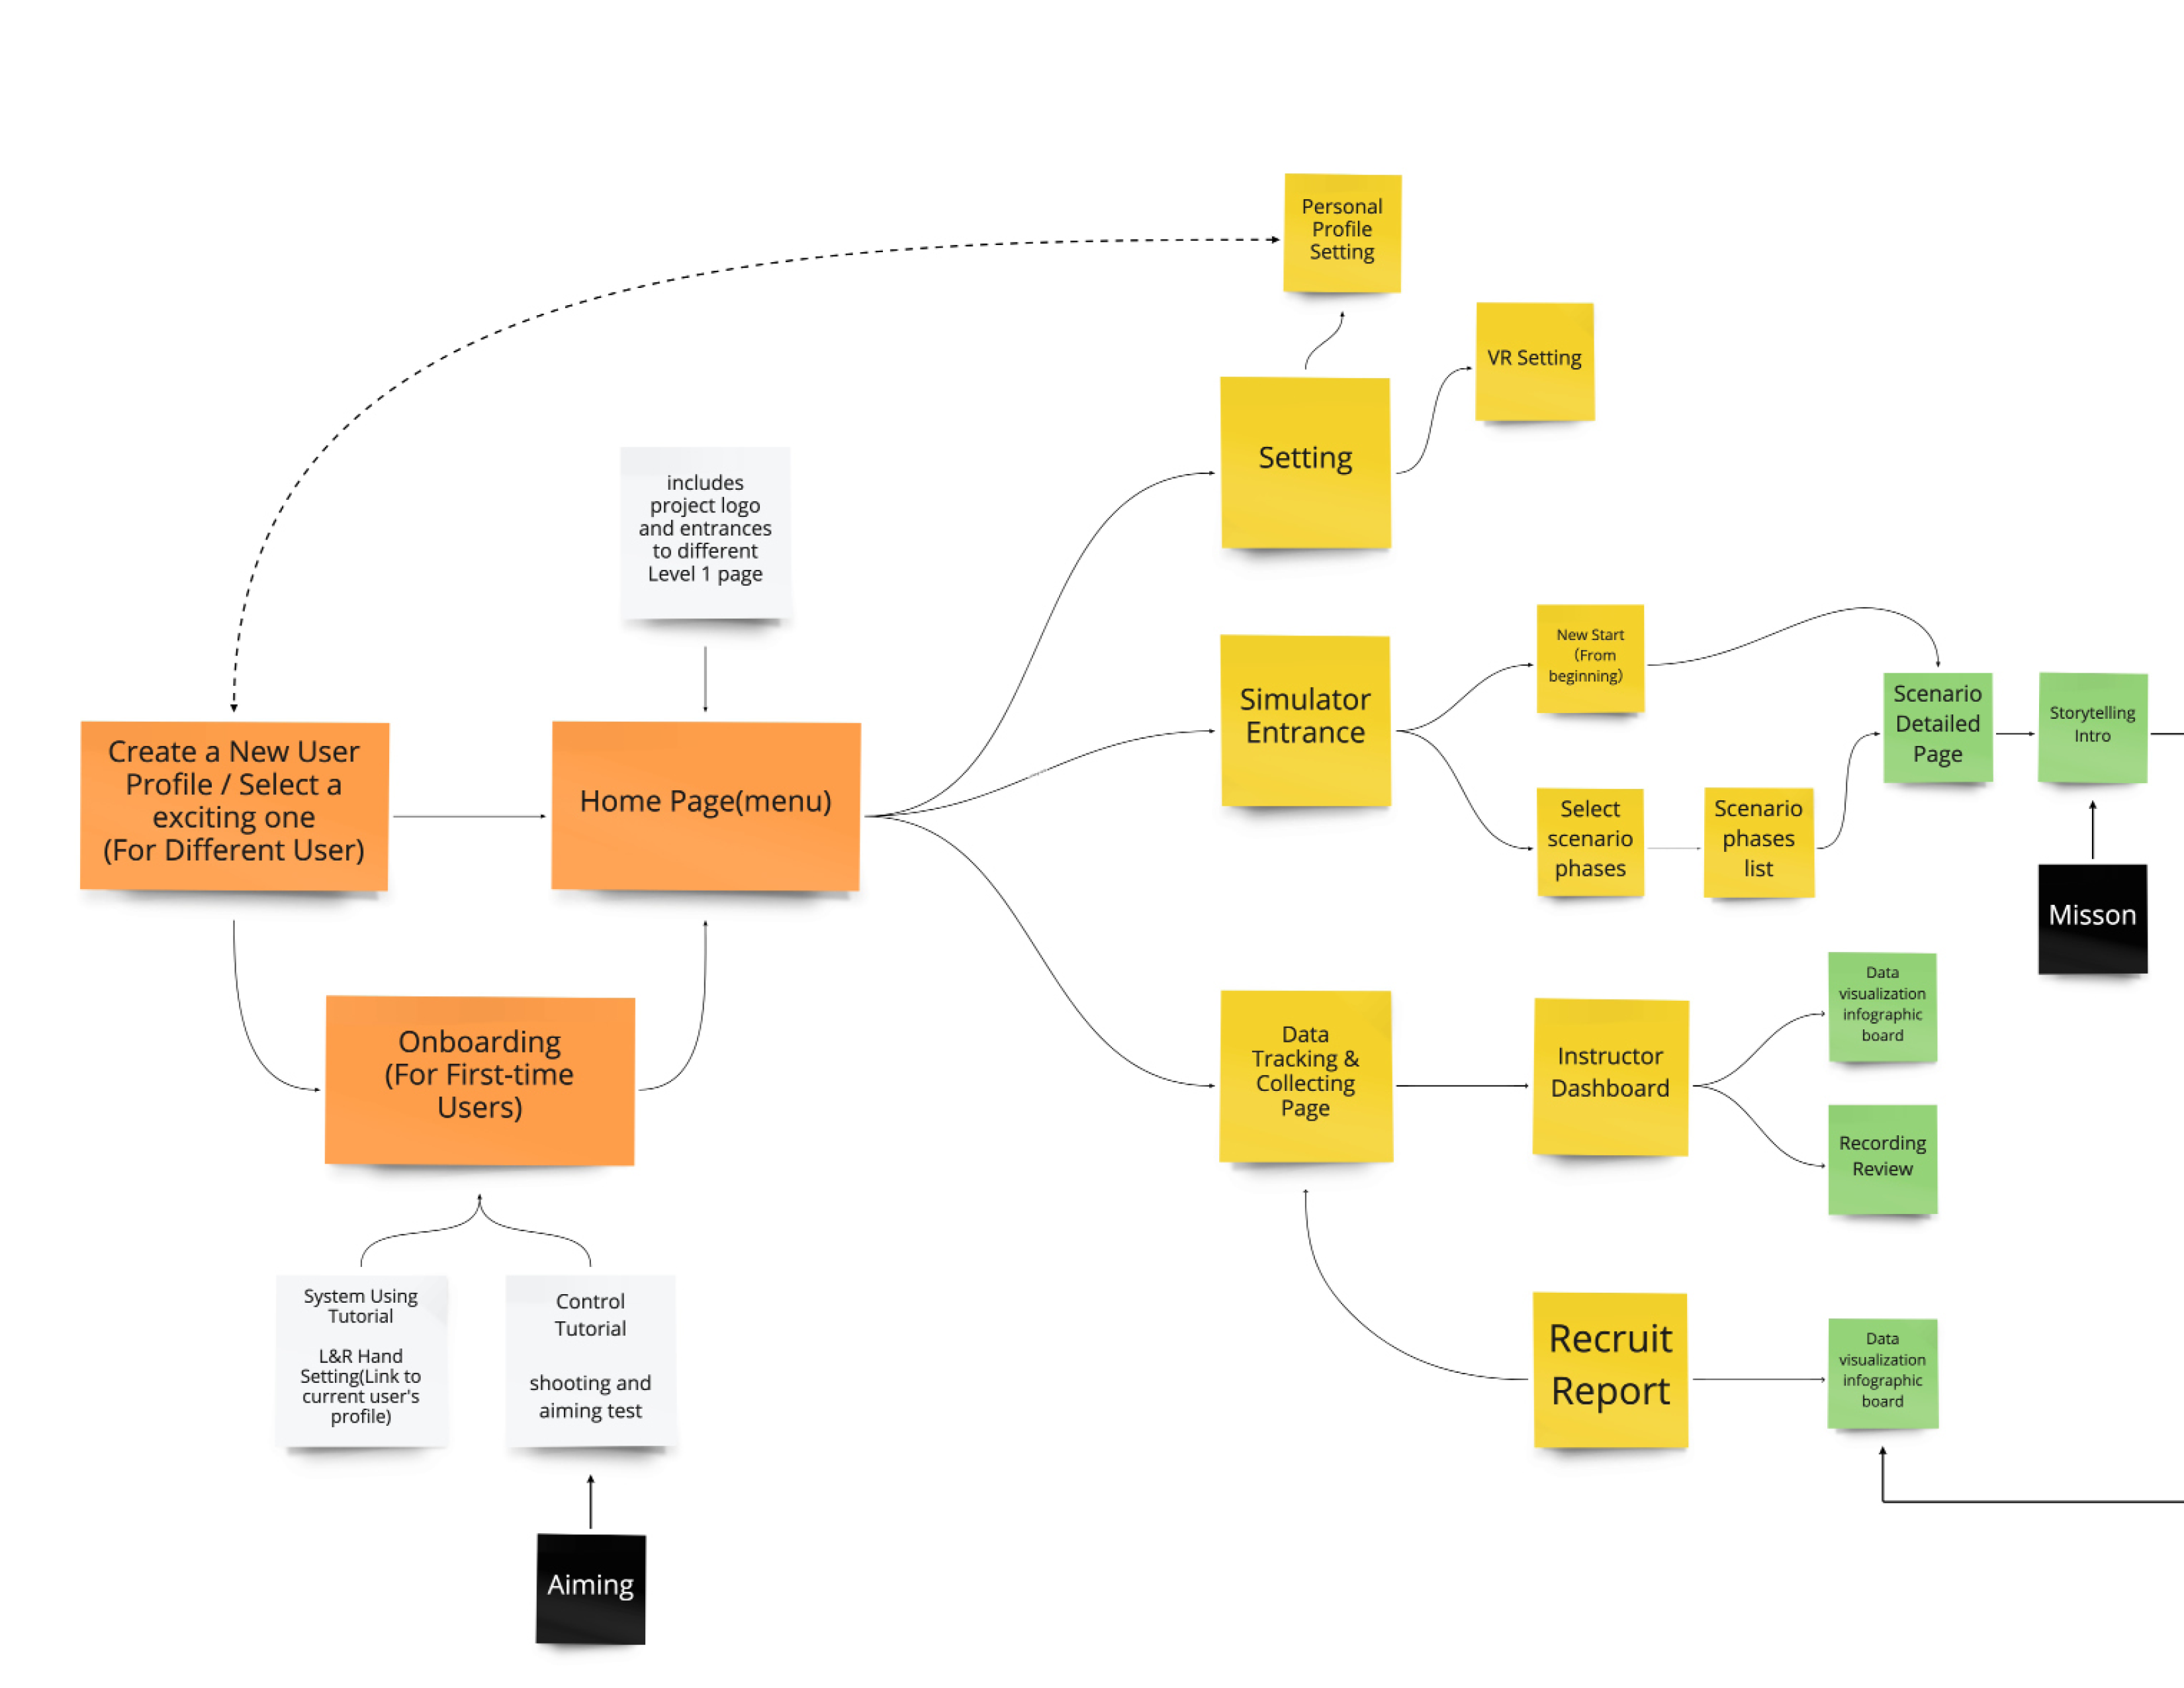 Personal
Profile
Setting
VR Setting
Setting
includes
project logo
and entrances
to different
Level 1 page
New Start
（From
beginning）
Simulator
Entrance
Scenario
Detailed
Page
Storytelling
Intro
Create a New User
Profile / Select a
exciting one
(For Different User)
Home Page(menu)
Select
scenario
phases
Scenario
phases
list
Misson
Data
visualization
infographic
board
Onboarding
(For First-time
Users)
Data
Tracking &
Collecting
Page
Instructor
Dashboard
Recording
Review
System Using
Tutorial
L&R Hand
Setting(Link to
current user's
profile)
Control
Tutorial
shooting and
aiming test
Recruit
Report
Data
visualization
infographic
board
Aiming